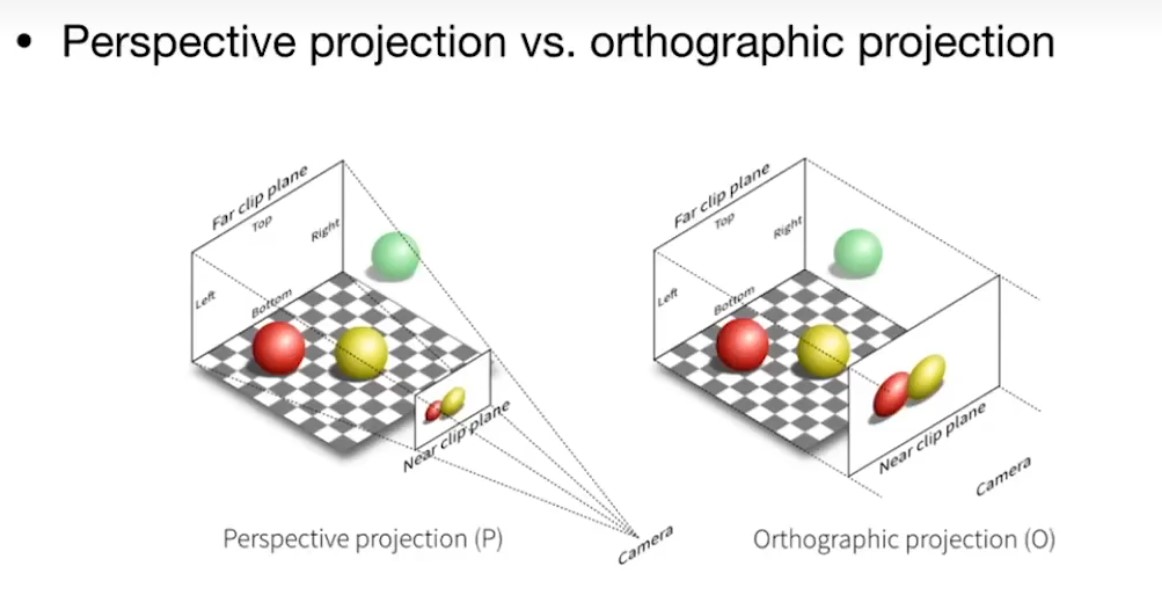 • Perspective projection vs. orthographic projection
Far clip plane
Top
Right
Left
Bottom
Near clip plane
Camera
Perspective projection (P)
Far clip plane
Top
Right
Left
Bottom
Near clip plane
Camera
Orthographic projection (O)